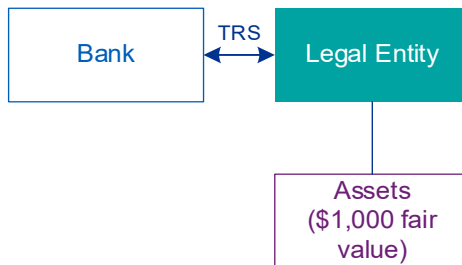 Bank
TRS
Legal Entity
Assets
($1,000 fair
value)